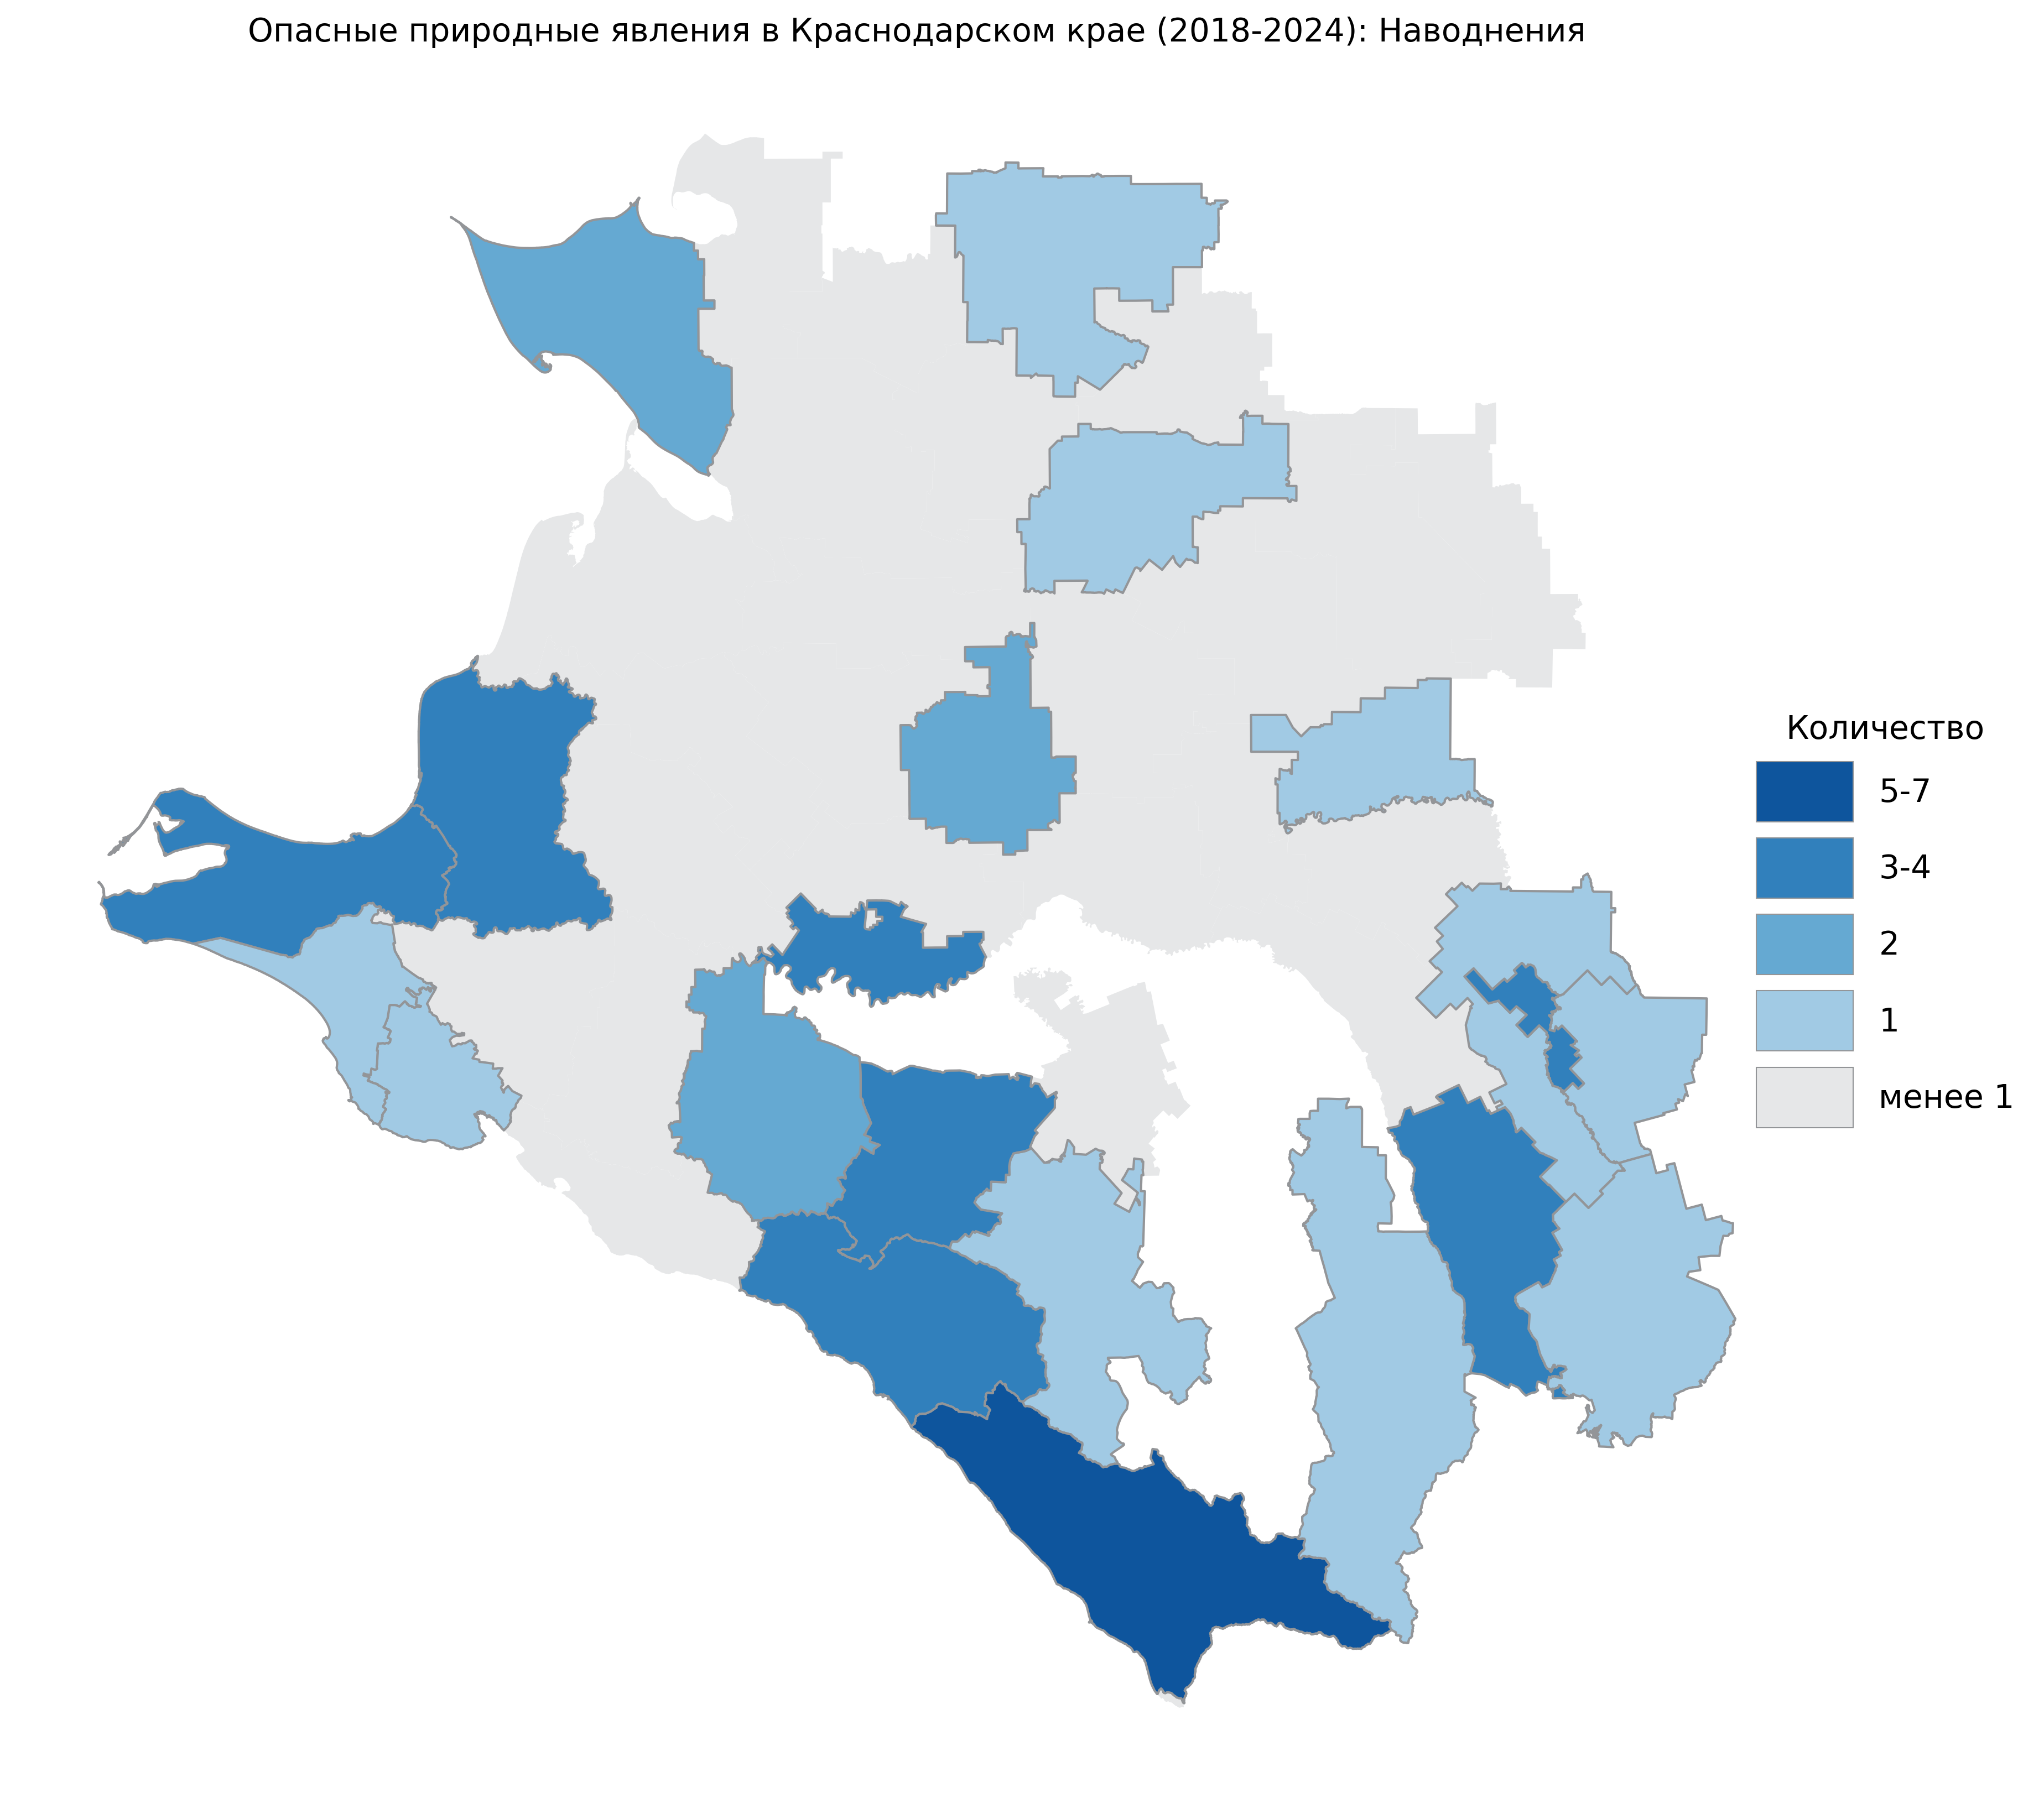 Опасные природные явления в Краснодарском крае (2018-2024): Наводнения
Количество
5-7
3-4
2
1
менее 1